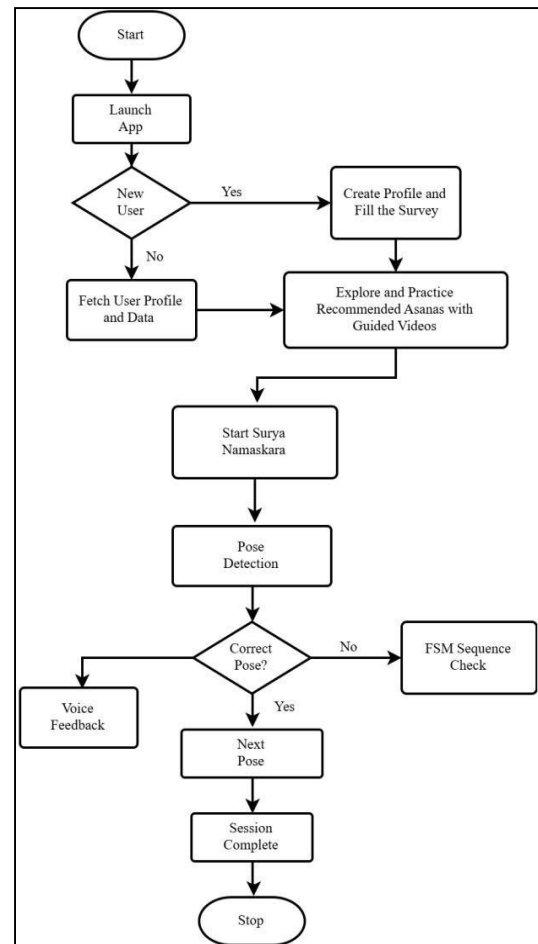 Start
Launch
App
New
User
Yes
Create Profile and
Fill the Survey
No
Fetch User Profile
and Data
Explore and Practice
Recommended Asanas with
Guided Videos
Start Surya
Namaskara
Pose
Detection
Correct
Pose?
No
FSM Sequence
Check
Voice
Feedback
Yes
Next
Pose
Session
Complete
Stop